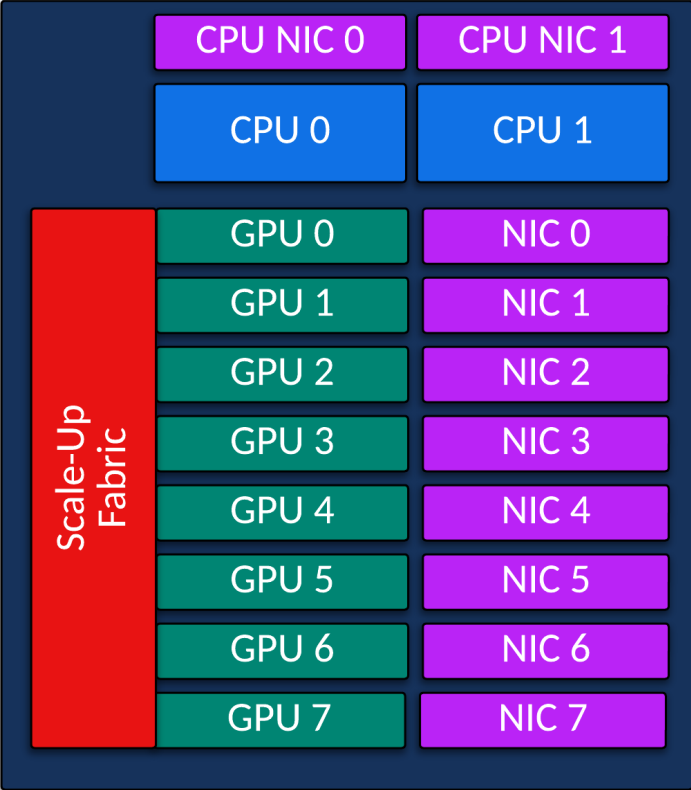 CPU NIC 0
CPU NIC 1
CPU 0
CPU 1
Scale-Up
Fabric
GPU 0
NIC 0
GPU 1
NIC 1
GPU 2
NIC 2
GPU 3
NIC 3
GPU 4
NIC 4
GPU 5
NIC 5
GPU 6
NIC 6
GPU 7
NIC 7